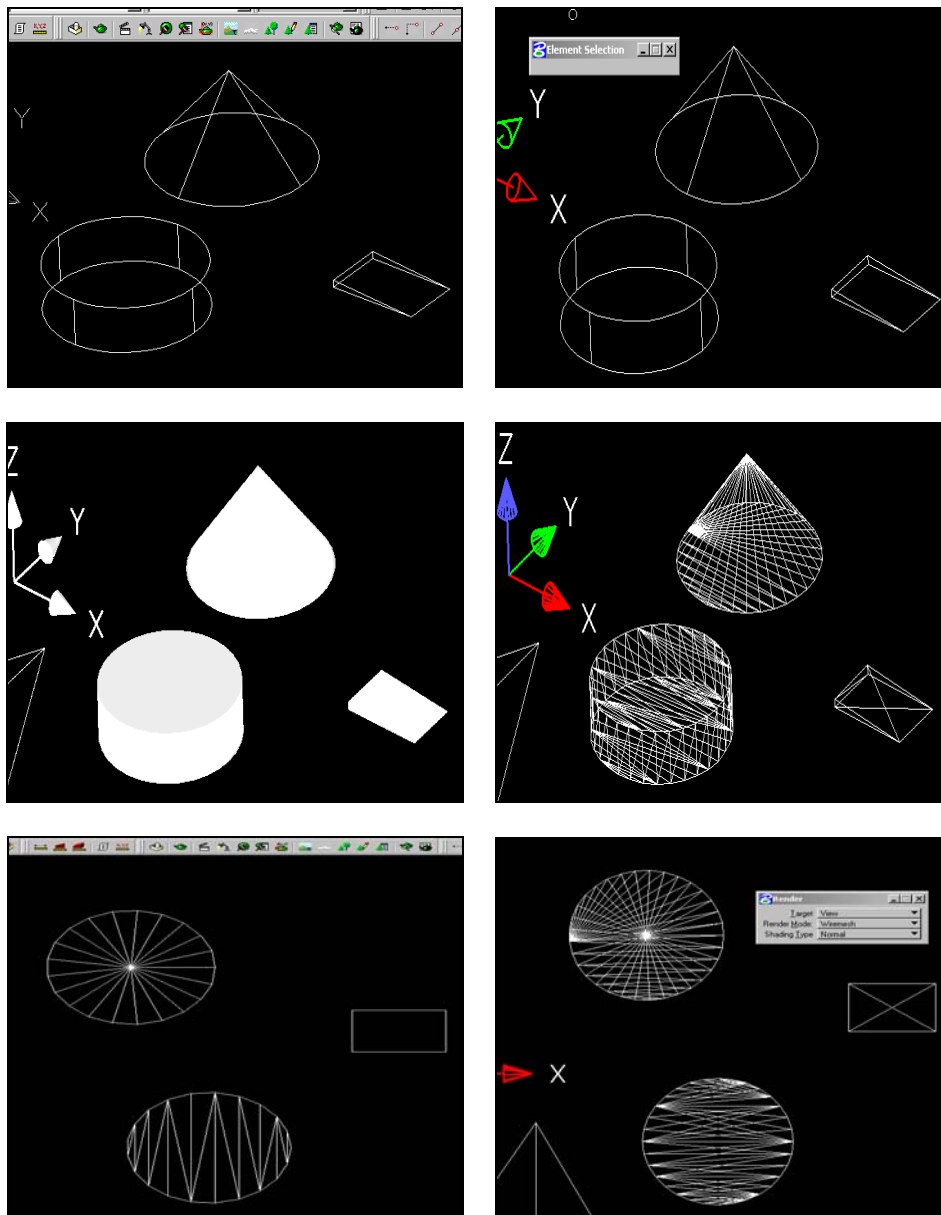 X,Y,Z
Y
X
Element Selection
Y
X
Z
Y
X
Z
Y
X
Render
Target View
Render Mode: Wiremesh
Shading Type: Normal
X